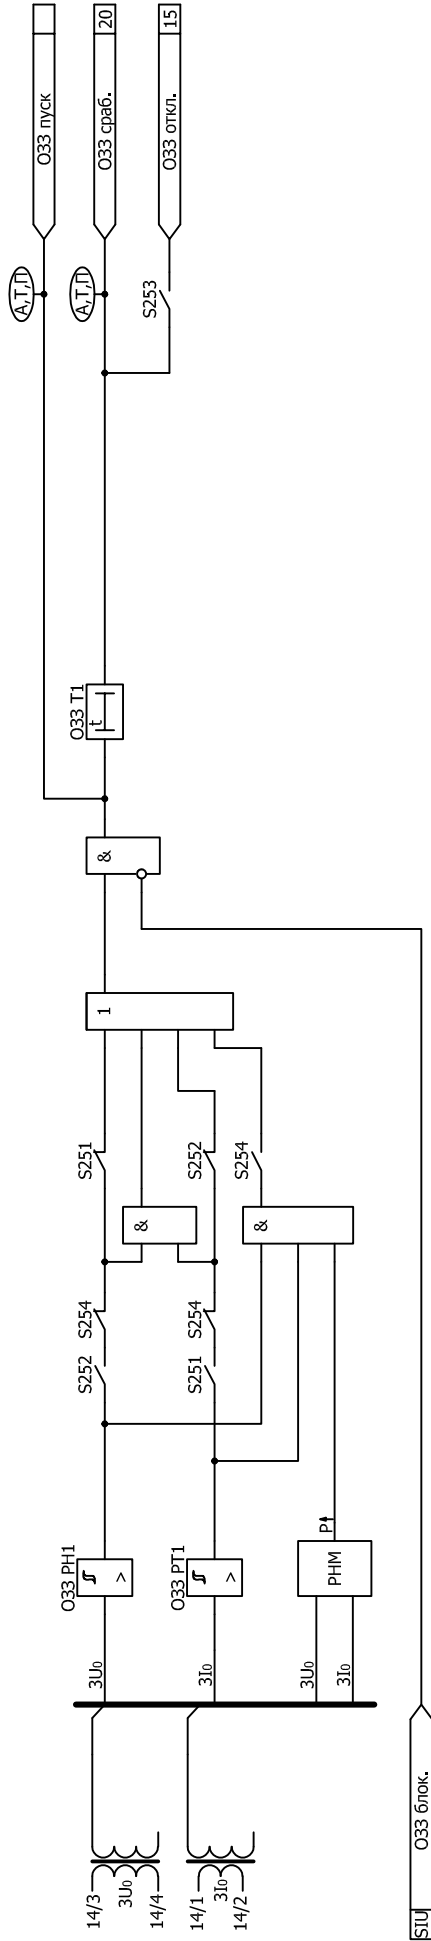 14/3
3U0
14/4
14/1
3I0
14/2
SIU
ОЗЗ блок.
3U0
3I0
3U0
3I0
ОЗЗ РН1
>
ОЗЗ РТ1
>
РНМ
P
S252
S254
S251
S254
&
&
S251
S252
S254
1
&
ОЗЗ Т1
t
S253
А,Т,П
А,Т,П
ОЗЗ пуск
ОЗЗ сраб.
20
ОЗЗ откл.
15